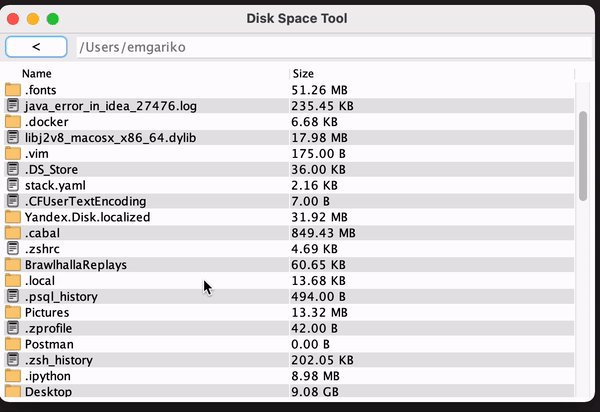 Disk Space Tool
< /Users/emgariko
Name Size
.fonts 51.26 MB
java_error_in_idea_27476.log 235.45 KB
.docker 6.68 KB
libj2v8_macosx_x86_64.dylib 17.98 MB
.vim 175.00 B
.DS_Store 36.00 KB
stack.yaml 2.16 KB
.CFUserTextEncoding 7.00 B
Yandex.Disk.localized 31.92 MB
.cabal 849.43 MB
.zshrc 4.69 KB
BrawlhallaReplays 60.65 KB
.local 13.68 KB
.psql_history 494.00 B
Pictures 13.32 MB
.zprofile 42.00 B
Postman 0.00 B
.zsh_history 202.05 KB
.ipython 8.98 MB
Desktop 9.08 GB